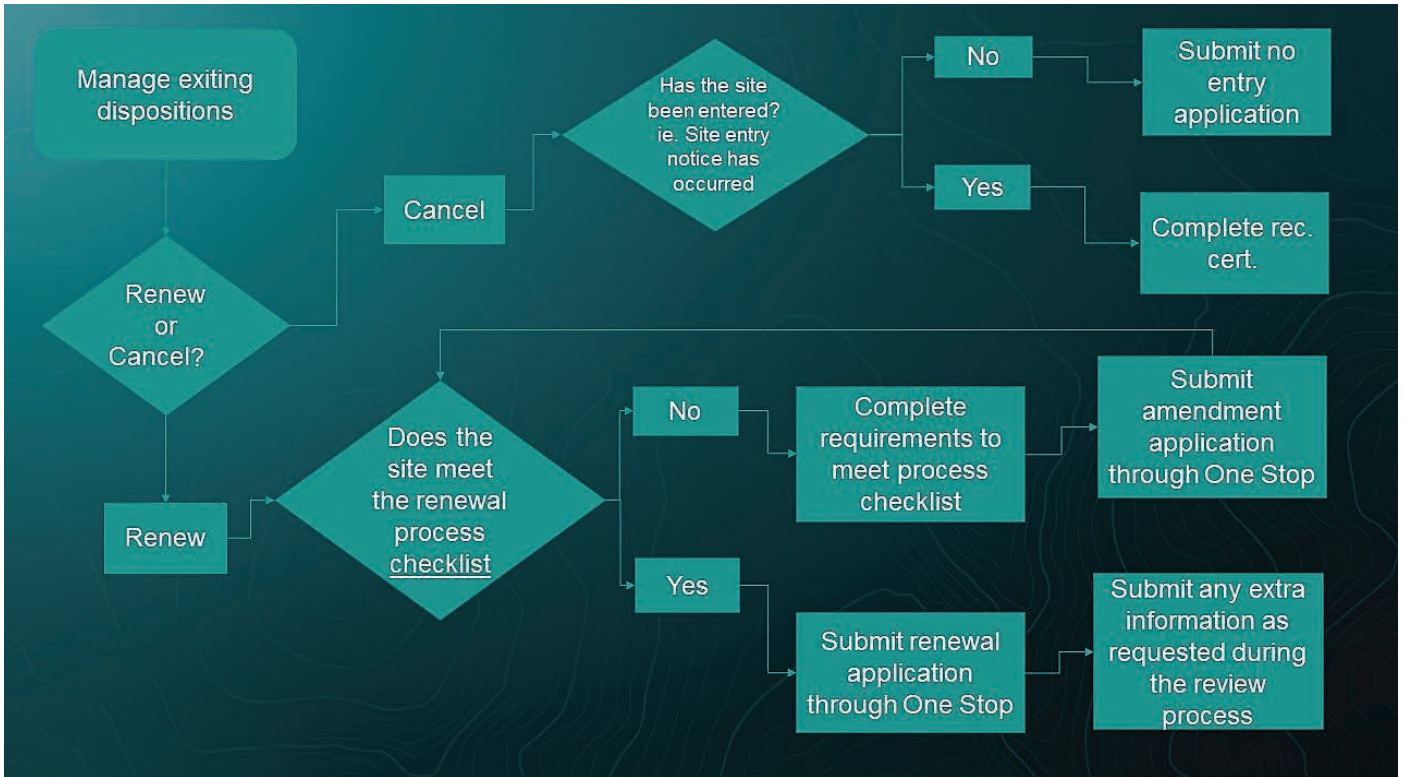 Manage exiting
dispositions
Renew
or
Cancel?
Cancel
Has the site
been entered?
ie. Site entry
notice has
occurred
No
Submit no
entry
application
Yes
Complete rec.
cert.
Renew
Does the
site meet
the renewal
process
checklist
No
Complete
requirements to
meet process
checklist
Submit
amendment
application
through One Stop
Yes
Submit renewal
application
through One Stop
Submit any extra
information as
requested during
the review
process